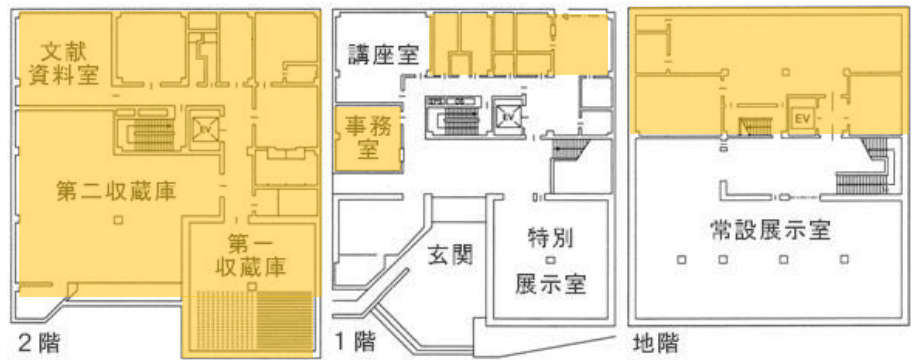 文献
資料室
EV
第二収蔵庫
第一
収蔵庫
2階
講座室
事務
室
EV
玄関
特別
展示室
1階
EV
常設展示室
地階